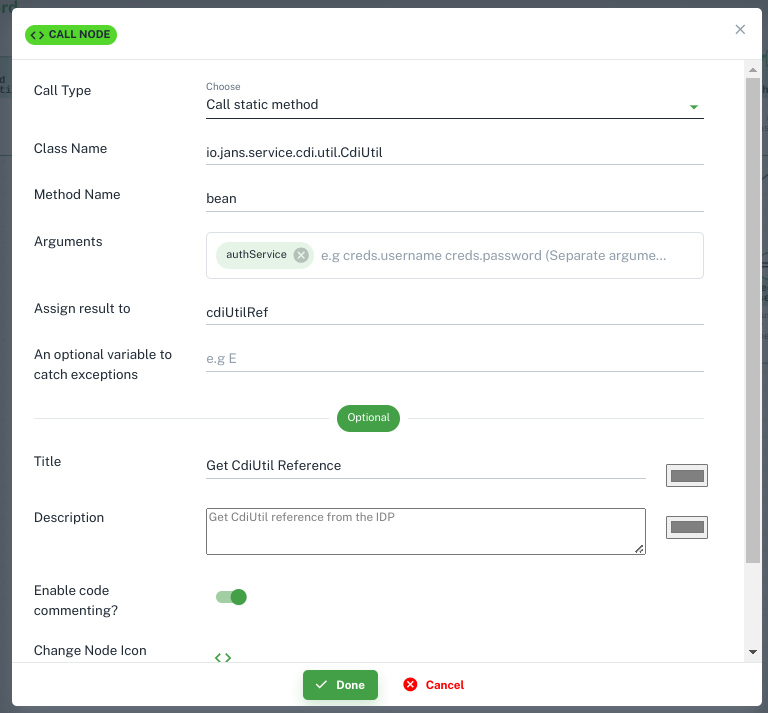 CALL NODE
Call Type
Choose
Call static method
Class Name
io.jans.service.cdi.util.CdiUtil
Method Name
bean
Arguments
authService
e.g creds.username creds.password (Separate argume...
Assign result to
cdiUtilRef
An optional variable to
catch exceptions
e.g E
Optional
Title
Get CdiUtil Reference
Description
Get CdiUtil reference from the IDP
Enable code
commenting?
Change Node Icon
Done
Cancel